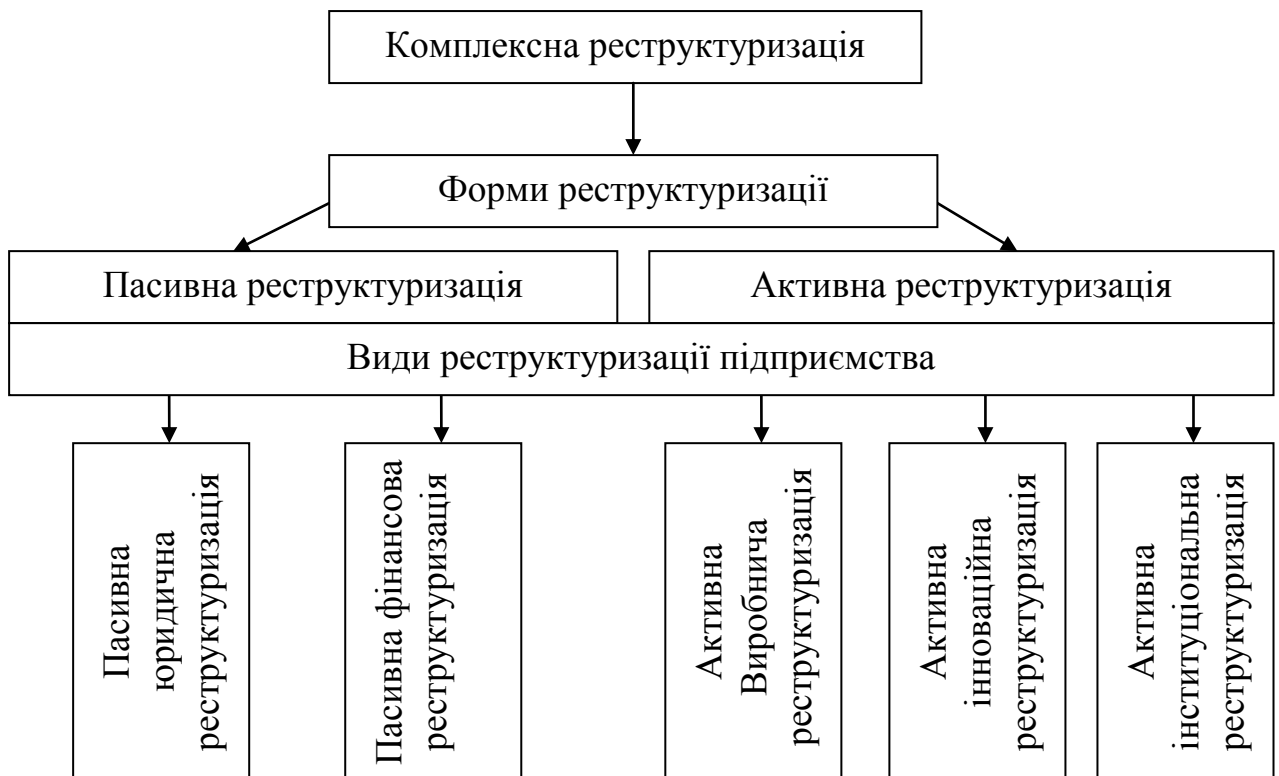 Комплексна реструктуризація
Форми реструктуризації
Пасивна реструктуризація
Активна реструктуризація
Види реструктуризації підприємства
Пасивна
юридична
реструктуризація
Пасивна фінансова
реструктуризація
Активна
Виробнича
реструктуризація
Активна
інноваційна
реструктуризація
Активна
інституціональна
реструктуризація